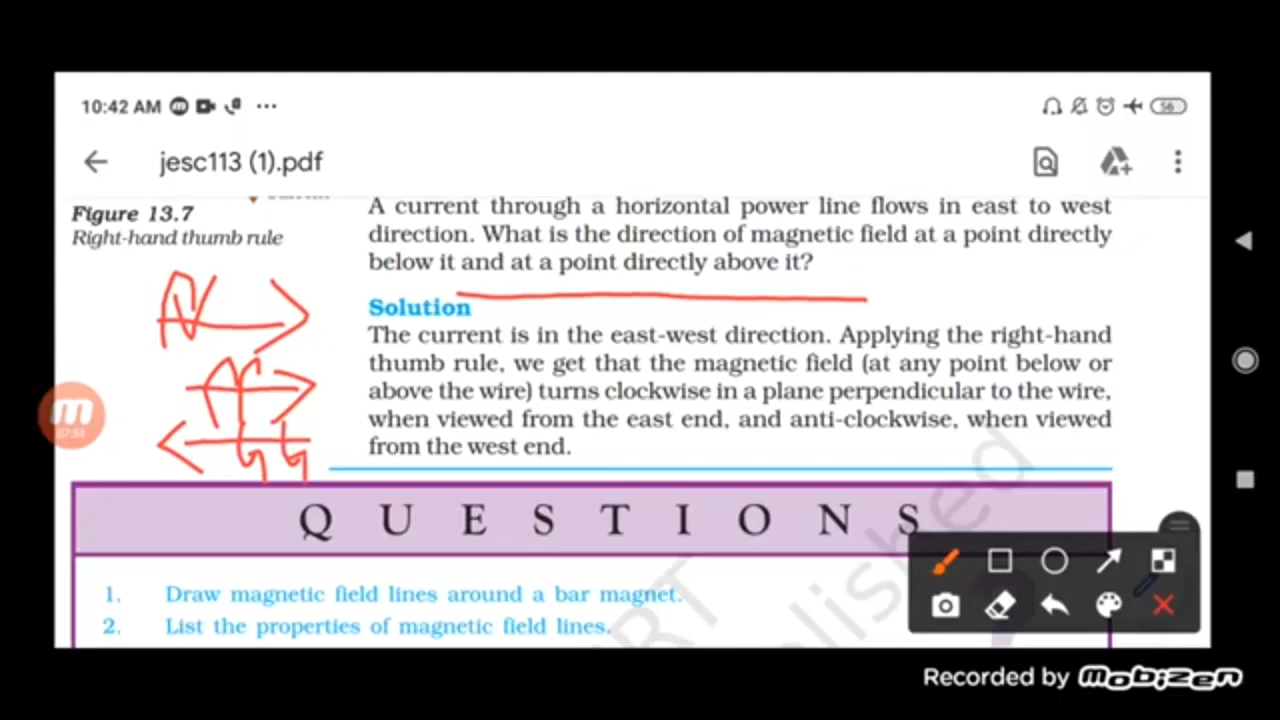 10:42 AM
56
jesc113 (1).pdf
Figure 13.7
Right-hand thumb rule
A current through a horizontal power line flows in east to west
direction. What is the direction of magnetic field at a point directly
below it and at a point directly above it?
Solution
The current is in the east-west direction. Applying the right-hand
thumb rule, we get that the magnetic field (at any point below or
above the wire) turns clockwise in a plane perpendicular to the wire,
when viewed from the east end, and anti-clockwise, when viewed
from the west end.
07:53
QUESTIONS
1. Draw magnetic field lines around a bar magnet.
2. List the properties of magnetic field lines.
Recorded by mobizen